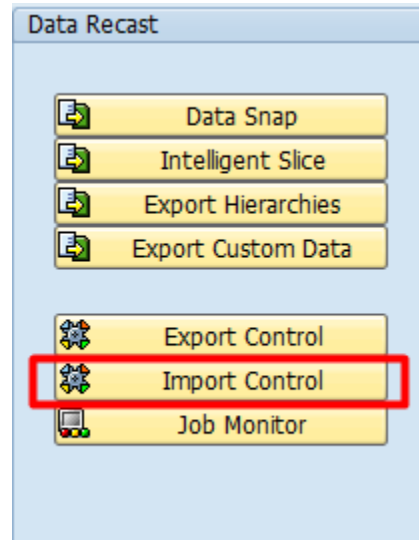 Data Recast
Data Snap
Intelligent Slice
Export Hierarchies
Export Custom Data
Export Control
Import Control
Job Monitor